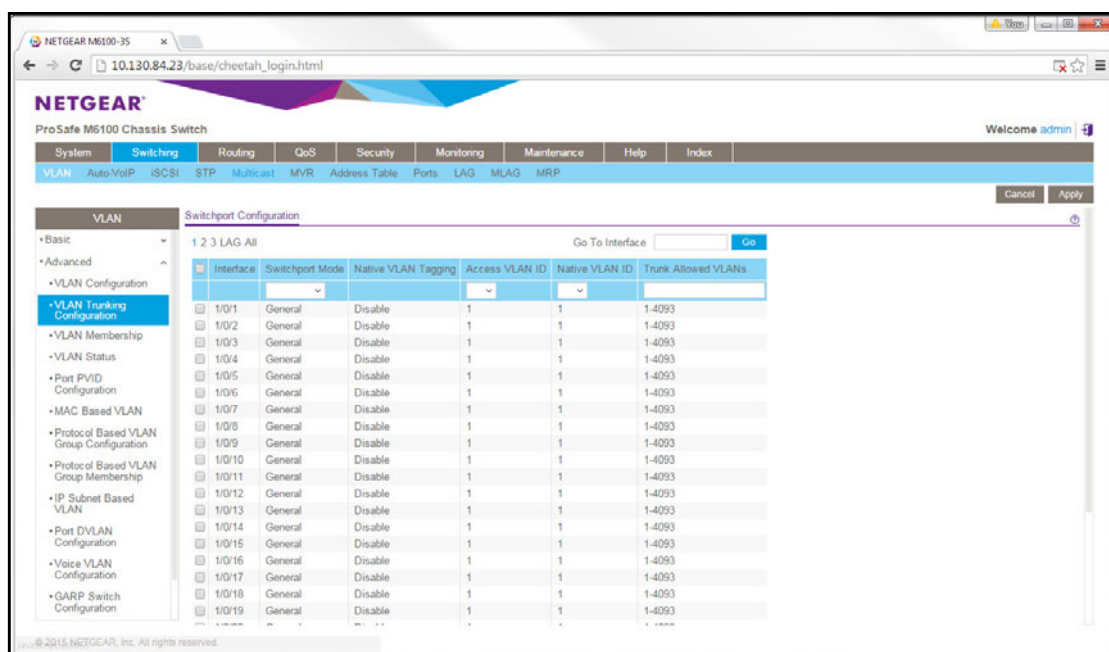 You
NETGEAR M6100-3S
10.130.84.23/base/cheetah_login.html
NETGEAR®
ProSafe M6100 Chassis Switch
Welcome admin
System Switching Routing QoS Security Monitoring Maintenance Help Index
VLAN Auto-VoIP iSCSI STP Multicast MVR Address Table Ports LAG MLAG MRP
Cancel Apply
VLAN
•Basic
•Advanced
•VLAN Configuration
•VLAN Trunking
Configuration
•VLAN Membership
•VLAN Status
•Port PVID
Configuration
•MAC Based VLAN
•Protocol Based VLAN
Group Configuration
•Protocol Based VLAN
Group Membership
•IP Subnet Based
VLAN
•Port DVLAN
Configuration
•Voice VLAN
Configuration
•GARP Switch
Configuration
Switchport Configuration
1 2 3 LAG All Go To Interface Go
Interface Switchport Mode Native VLAN Tagging Access VLAN ID Native VLAN ID Trunk Allowed VLANs
1/0/1 General Disable 1 1 1-4093
1/0/2 General Disable 1 1 1-4093
1/0/3 General Disable 1 1 1-4093
1/0/4 General Disable 1 1 1-4093
1/0/5 General Disable 1 1 1-4093
1/0/6 General Disable 1 1 1-4093
1/0/7 General Disable 1 1 1-4093
1/0/8 General Disable 1 1 1-4093
1/0/9 General Disable 1 1 1-4093
1/0/10 General Disable 1 1 1-4093
1/0/11 General Disable 1 1 1-4093
1/0/12 General Disable 1 1 1-4093
1/0/13 General Disable 1 1 1-4093
1/0/14 General Disable 1 1 1-4093
1/0/15 General Disable 1 1 1-4093
1/0/16 General Disable 1 1 1-4093
1/0/17 General Disable 1 1 1-4093
1/0/18 General Disable 1 1 1-4093
1/0/19 General Disable 1 1 1-4093
© 2015 NETGEAR, Inc. All rights reserved.